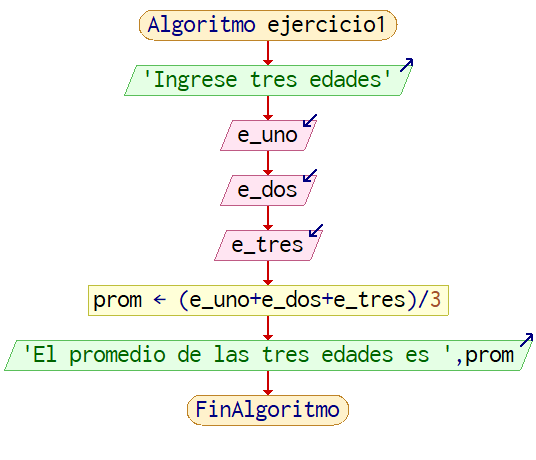 Algoritmo ejercicio1
'Ingrese tres edades'
e_uno
e_dos
e_tres
prom ← (e_uno+e_dos+e_tres)/3
'El promedio de las tres edades es ',prom
FinAlgoritmo